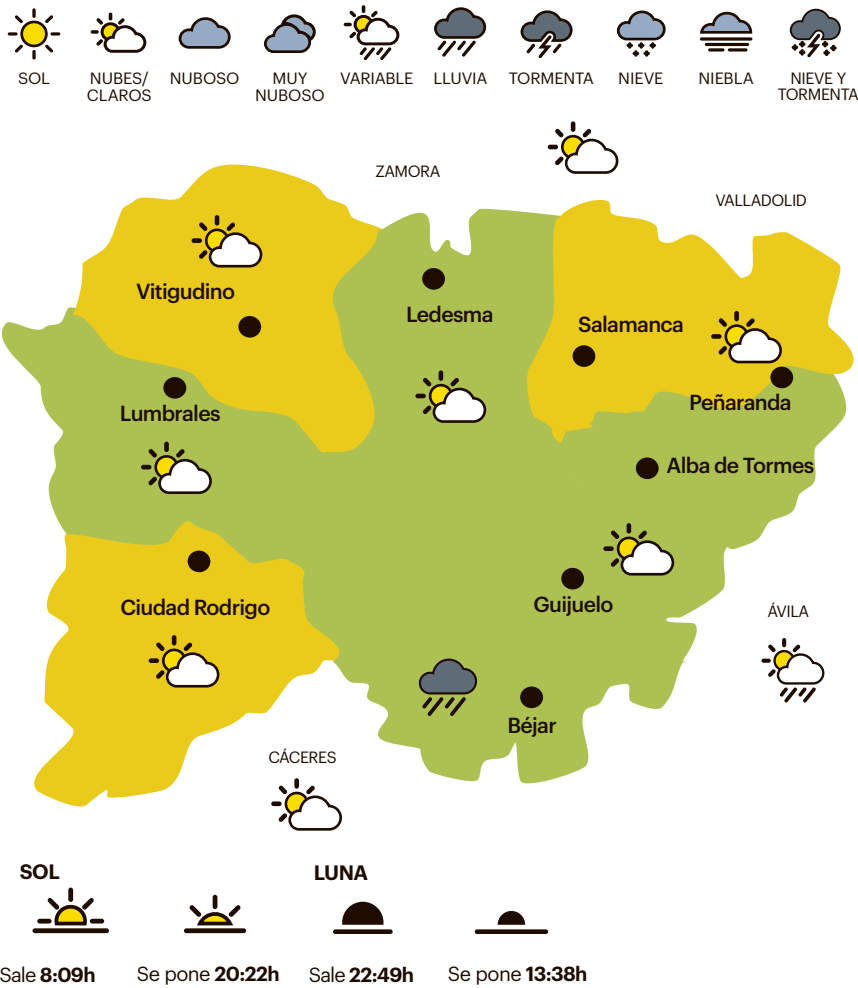 SOL
NUBES/
CLAROS
NUBOSO
MUY
NUBOSO
VARIABLE
LLUVIA
TORMENTA
NIEVE
NIEBLA
NIEVE Y
TORMENTA
ZAMORA
VALLADOLID
Vitigudino
Ledesma
Salamanca
Lumbrales
Peñaranda
Alba de Tormes
Ciudad Rodrigo
Guijuelo
ÁVILA
Béjar
CÁCERES
SOL
LUNA
Sale 8:09h
Se pone 20:22h
Sale 22:49h
Se pone 13:38h